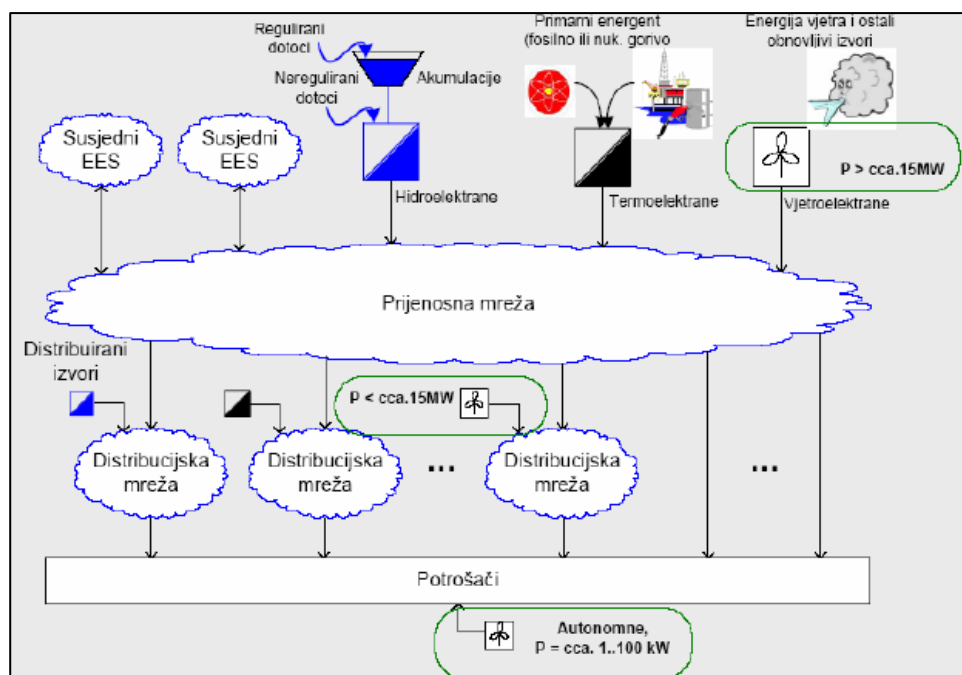 Regulirani
dotoci
Neregulirani
dotoci
Akumulacije
Primarni energent
(fosilno ili nuk. gorivo
Energija vjetra i ostali
obnovljivi izvori
Susjedni
EES
Susjedni
EES
P > cca.15MW
Hidroelektrane
Termoelektrane
Vjetroelektrane
Prijenosna mreža
Distribuirani
izvori
P < cca.15MW
Distribucijska
mreža
Distribucijska
mreža
...
Distribucijska
mreža
...
Potrošači
Autonomne,
P = cca. 1..100 kW